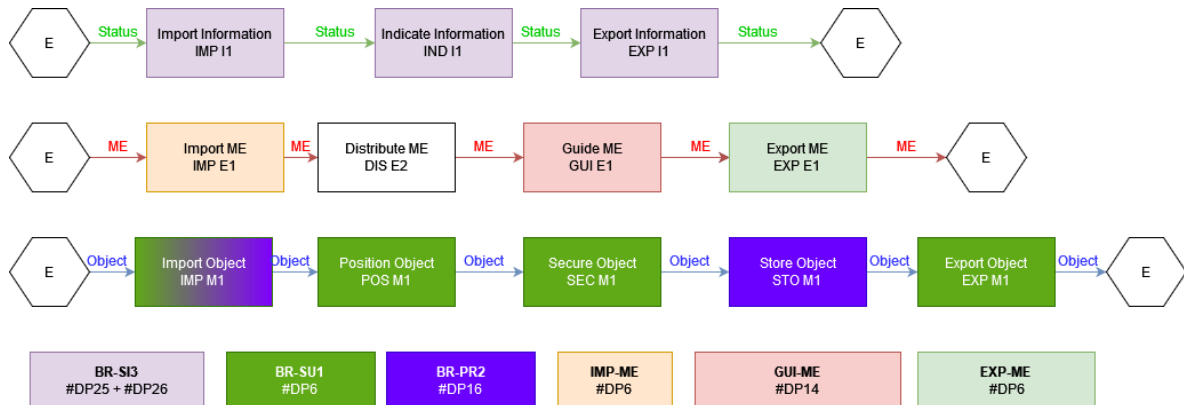 E
Status
Import Information
IMP I1
Status
Indicate Information
IND I1
Status
Export Information
EXP I1
Status
E
E
ME
Import ME
IMP E1
ME
Distribute ME
DIS E2
ME
Guide ME
GUI E1
ME
Export ME
EXP E1
ME
E
E
Object
Import Object
IMP M1
Object
Position Object
POS M1
Object
Secure Object
SEC M1
Object
Store Object
STO M1
Object
Export Object
EXP M1
Object
E
BR-SI3
#DP25 + #DP26
BR-SU1
#DP6
BR-PR2
#DP16
IMP-ME
#DP6
GUI-ME
#DP14
EXP-ME
#DP6